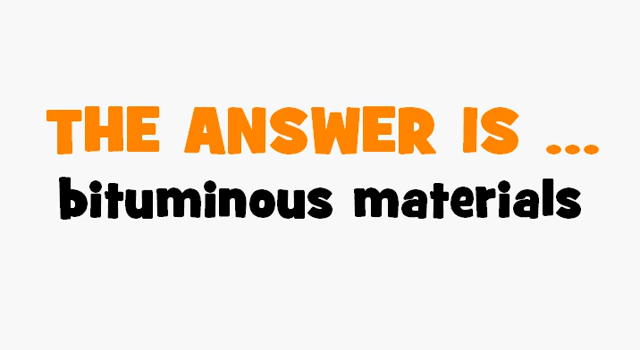 THE ANSWER IS ...
bituminous materials